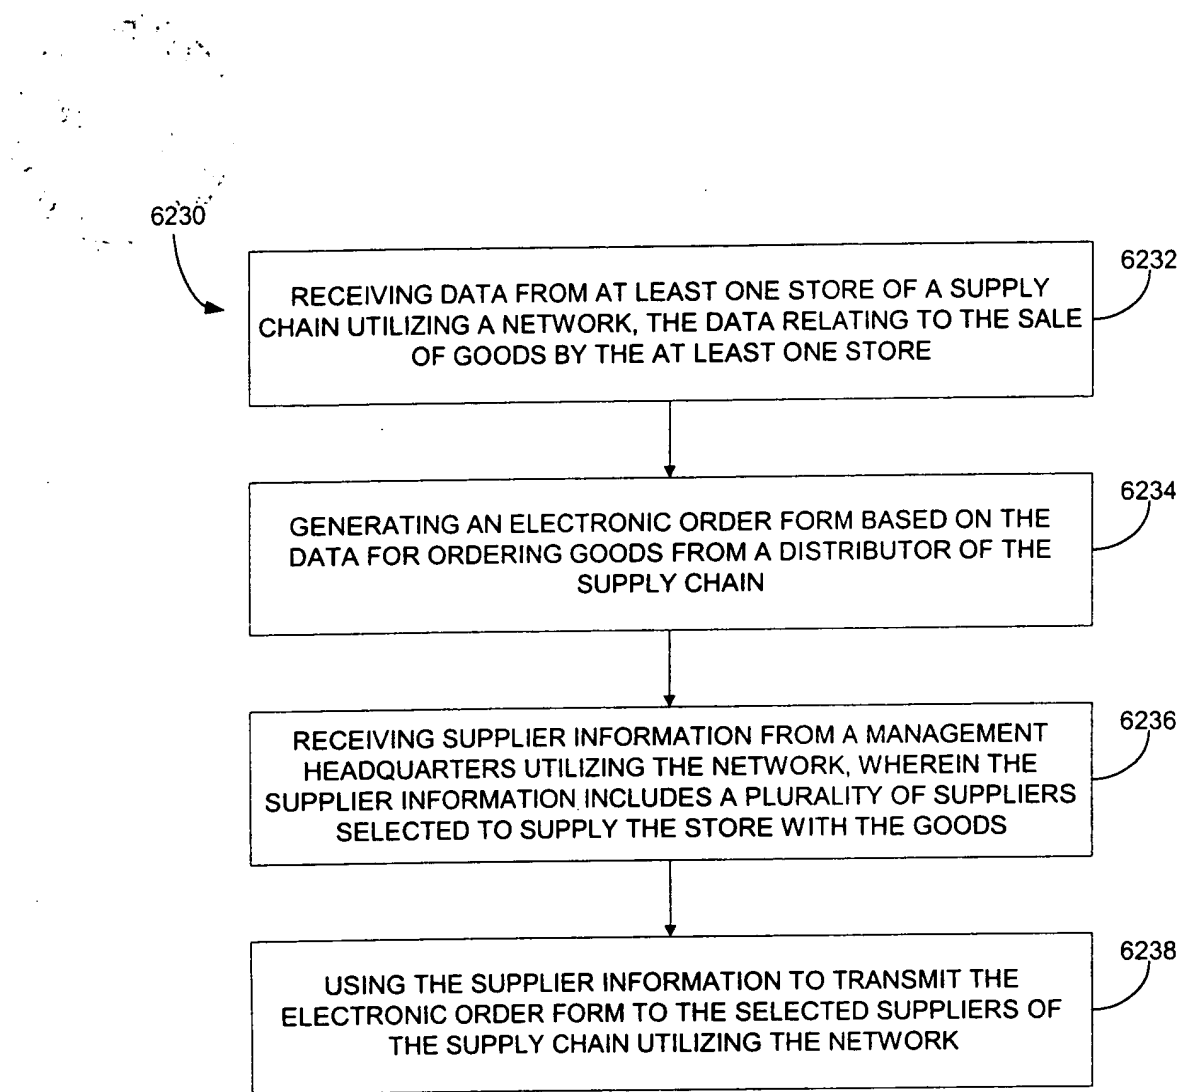 6230
6232
RECEIVING DATA FROM AT LEAST ONE STORE OF A SUPPLY
CHAIN UTILIZING A NETWORK, THE DATA RELATING TO THE SALE
OF GOODS BY THE AT LEAST ONE STORE
6234
GENERATING AN ELECTRONIC ORDER FORM BASED ON THE
DATA FOR ORDERING GOODS FROM A DISTRIBUTOR OF THE
SUPPLY CHAIN
6236
RECEIVING SUPPLIER INFORMATION FROM A MANAGEMENT
HEADQUARTERS UTILIZING THE NETWORK, WHEREIN THE
SUPPLIER INFORMATION INCLUDES A PLURALITY OF SUPPLIERS
SELECTED TO SUPPLY THE STORE WITH THE GOODS
6238
USING THE SUPPLIER INFORMATION TO TRANSMIT THE
ELECTRONIC ORDER FORM TO THE SELECTED SUPPLIERS OF
THE SUPPLY CHAIN UTILIZING THE NETWORK